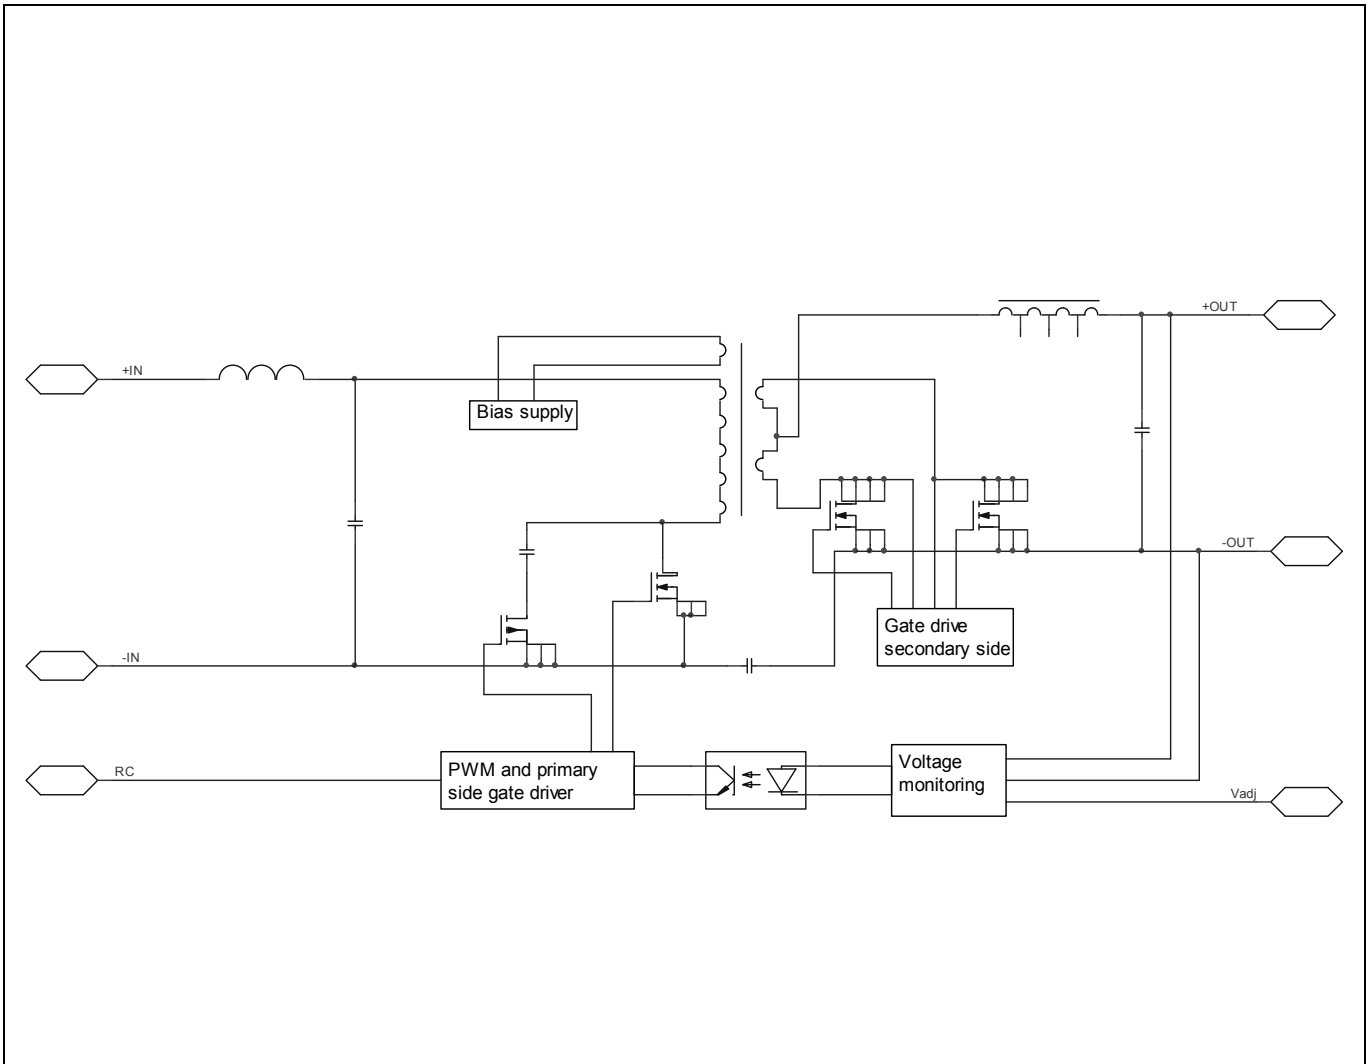 +OUT
+IN
Bias supply
-OUT
Gate drive
secondary side
-IN
PWM and primary
side gate driver
RC
Voltage
monitoring
Vadj